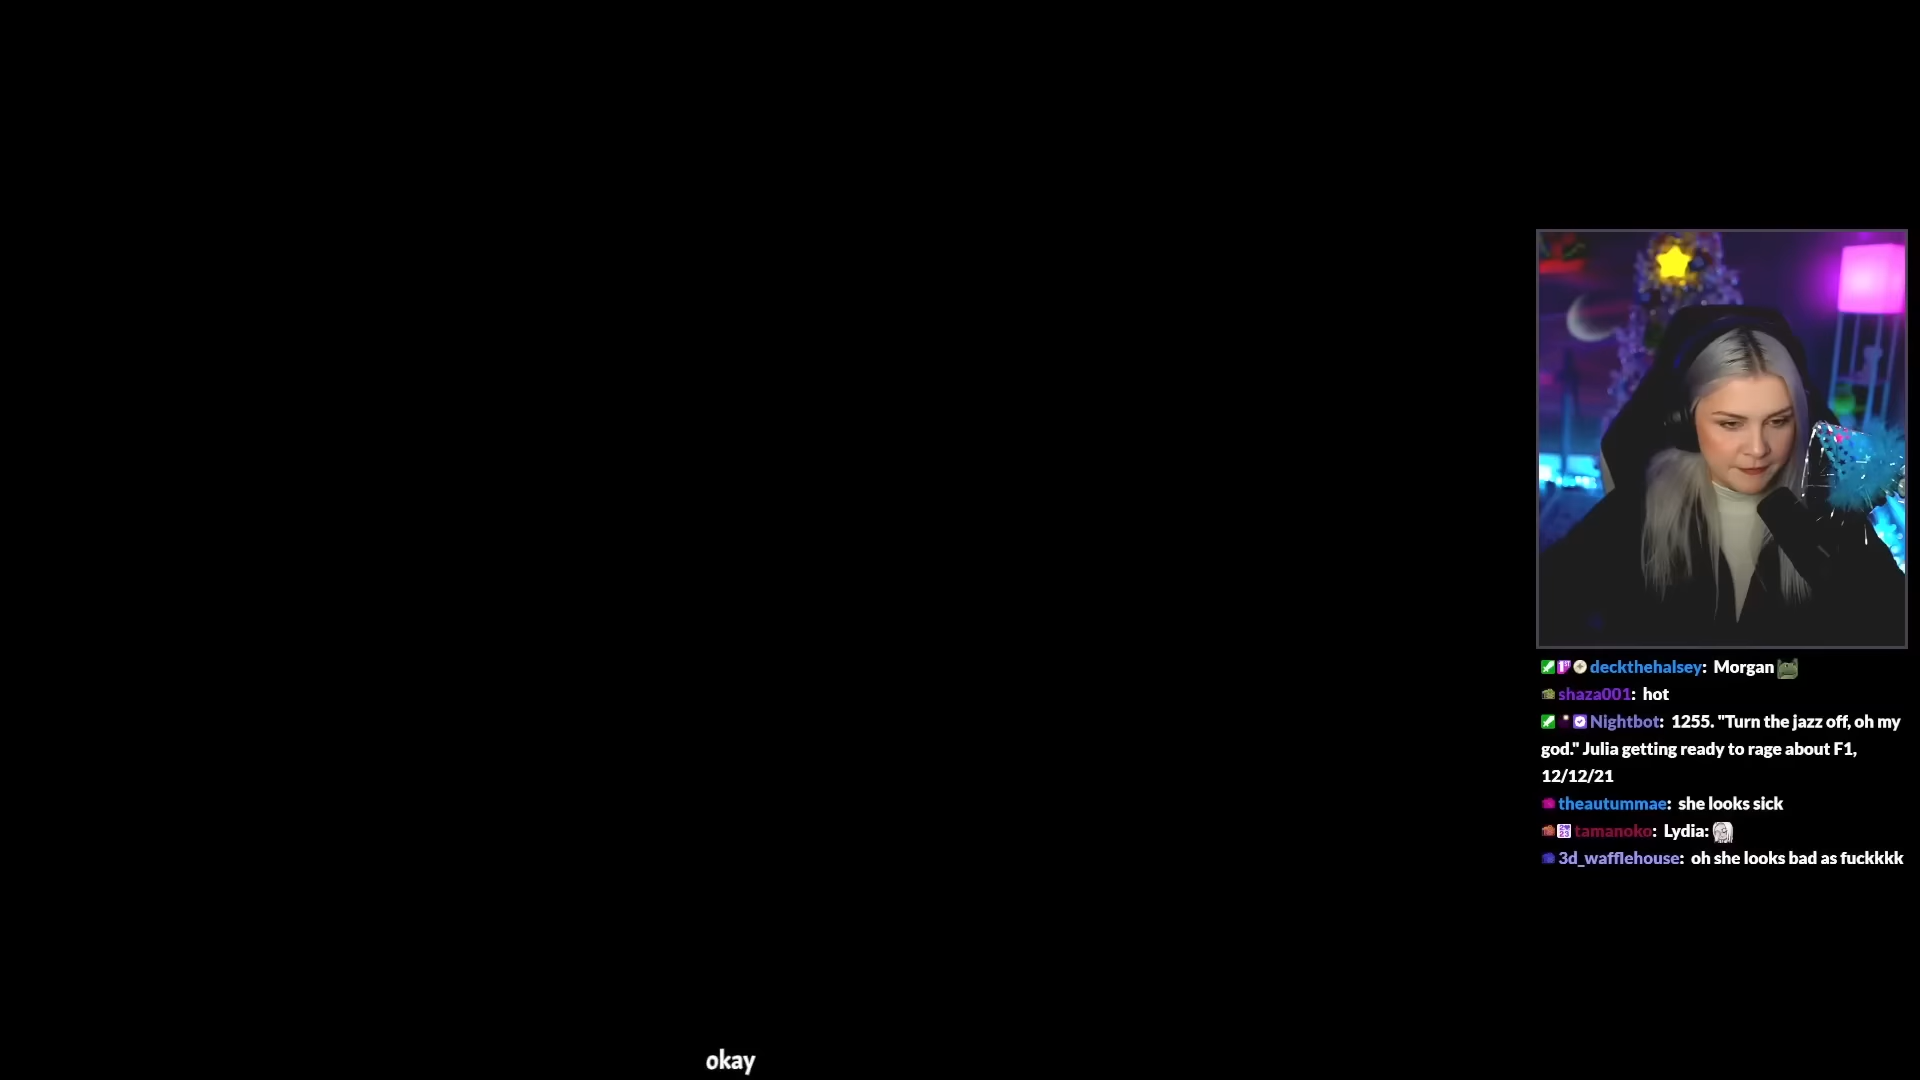 deckthehalsey: Morgan
shaza001: hot
Nightbot: 1255. "Turn the jazz off, oh my
god." Julia getting ready to rage about F1,
12/12/21
theautummae: she looks sick
tamanoko: Lydia:
3d_wafflehouse: oh she looks bad as fuckkkk
okay